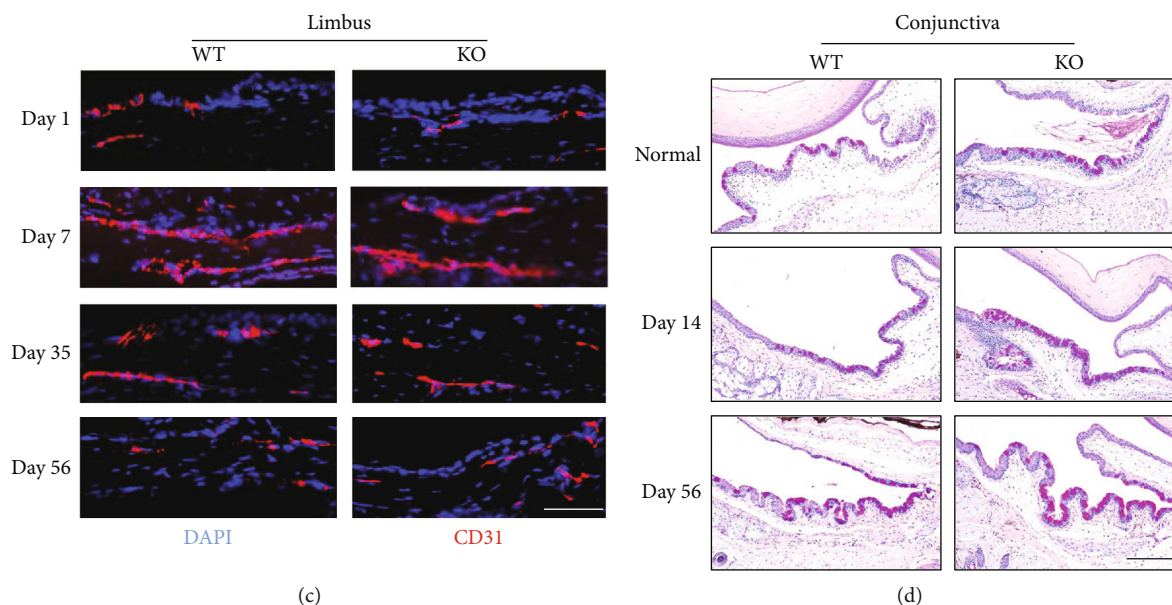 Limbus
WT KO
Day 1
Day 7
Day 35
Day 56
DAPI CD31
(c)
Conjunctiva
WT KO
Normal
Day 14
Day 56
(d)